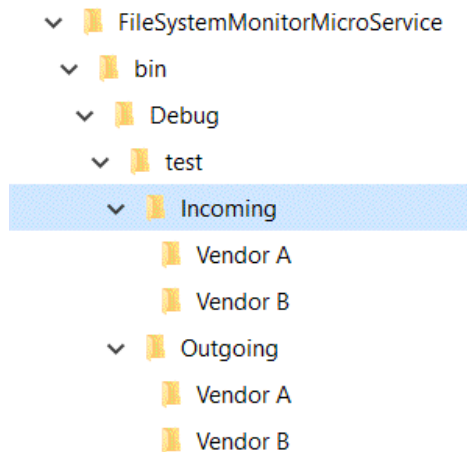 FileSystemMonitorMicroService
bin
Debug
test
Incoming
Vendor A
Vendor B
Outgoing
Vendor A
Vendor B